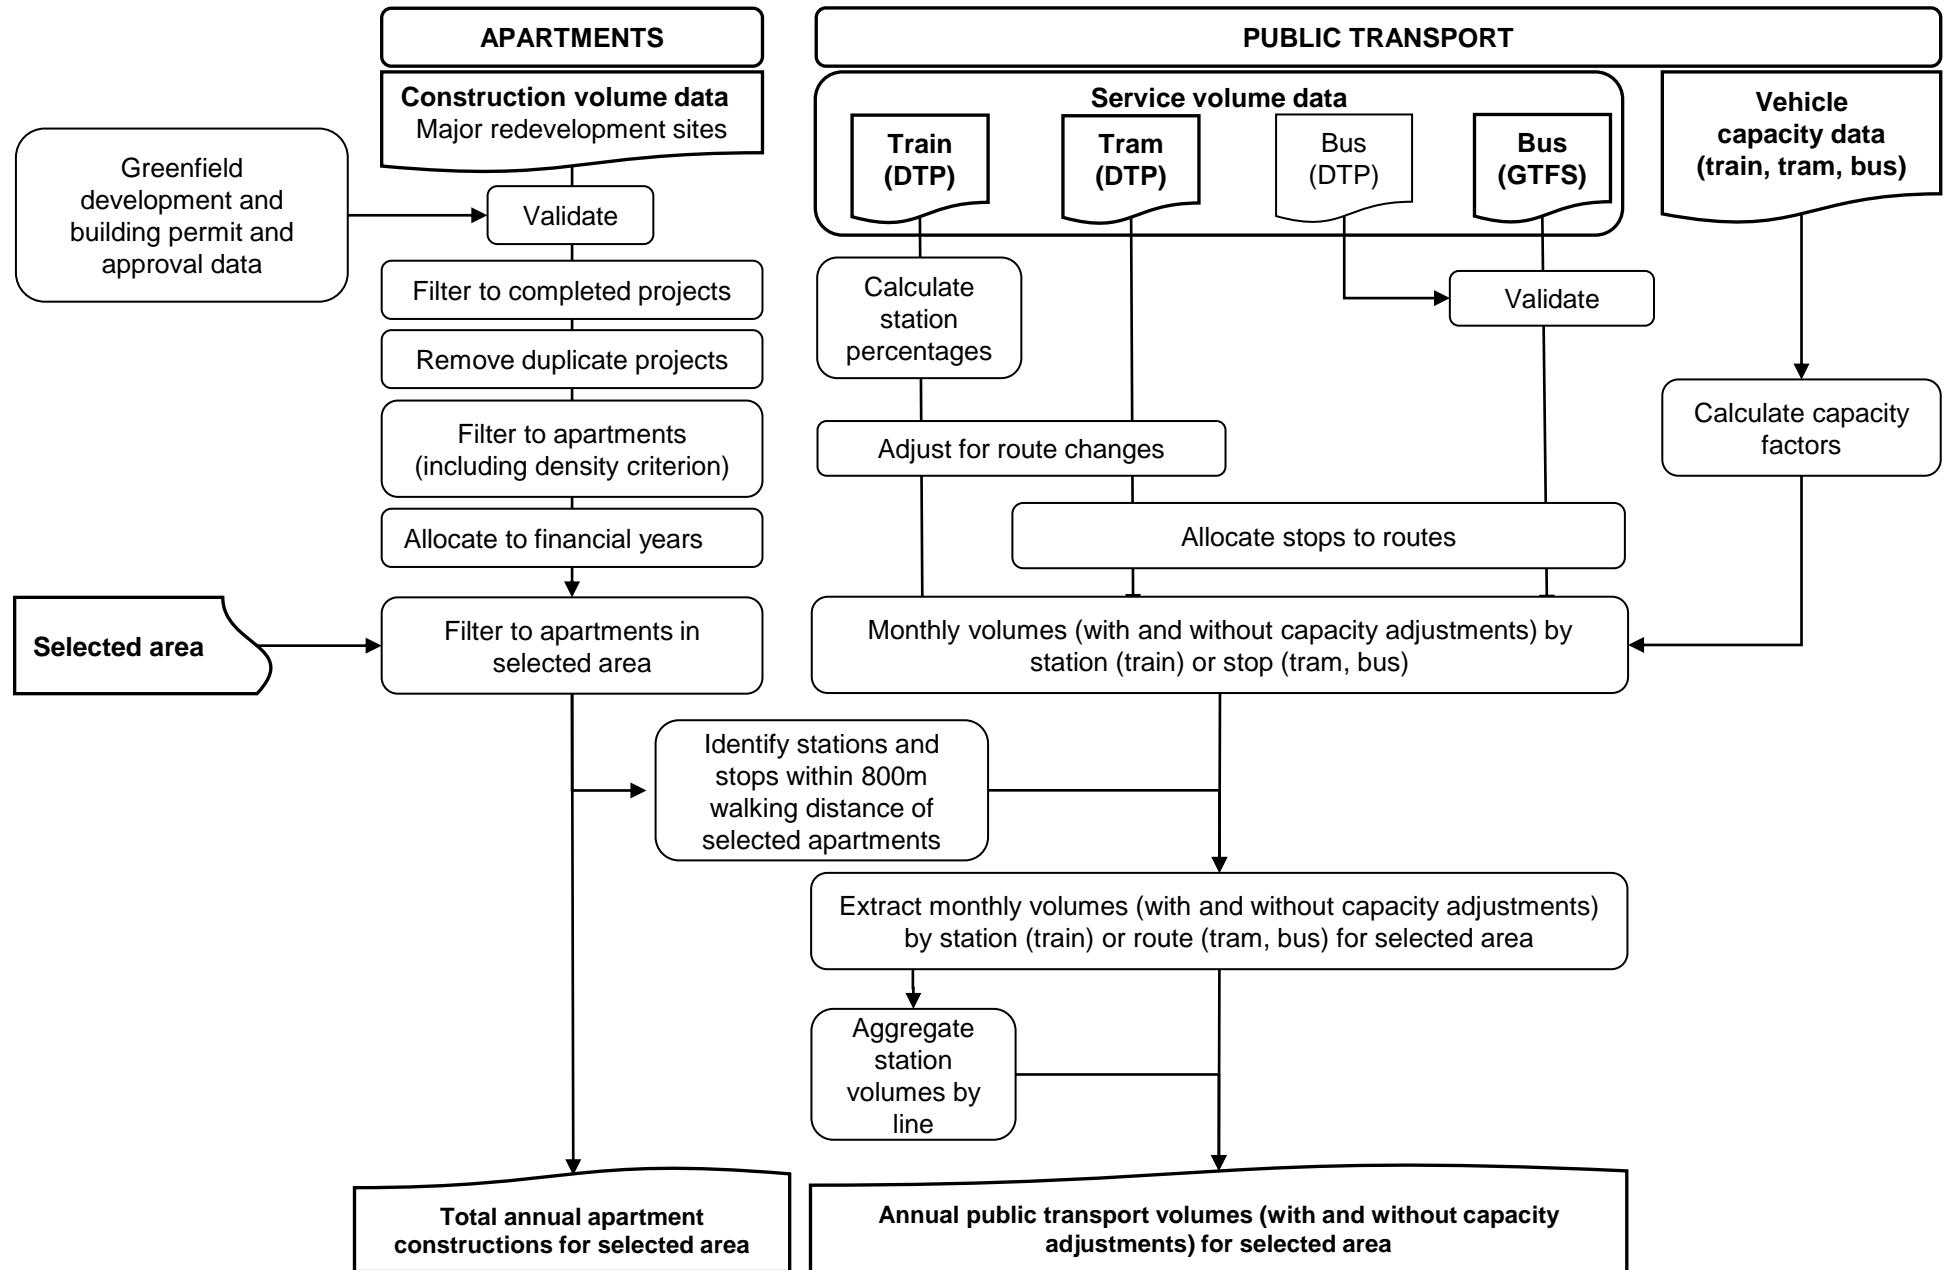 APARTMENTS
PUBLIC TRANSPORT
Construction volume data
Major redevelopment sites
Service volume data
Train
(DTP)
Tram
(DTP)
Bus
(DTP)
Bus
(GTFS)
Vehicle
capacity data
(train, tram, bus)
Greenfield
development and
building permit and
approval data
Validate
Filter to completed projects
Calculate
station
percentages
Validate
Remove duplicate projects
Filter to apartments
(including density criterion)
Adjust for route changes
Calculate capacity
factors
Allocate to financial years
Allocate stops to routes
Selected area
Filter to apartments in
selected area
Monthly volumes (with and without capacity adjustments) by
station (train) or stop (tram, bus)
Identify stations and
stops within 800m
walking distance of
selected apartments
Extract monthly volumes (with and without capacity adjustments)
by station (train) or route (tram, bus) for selected area
Aggregate
station
volumes by
line
Total annual apartment
constructions for selected area
Annual public transport volumes (with and without capacity
adjustments) for selected area